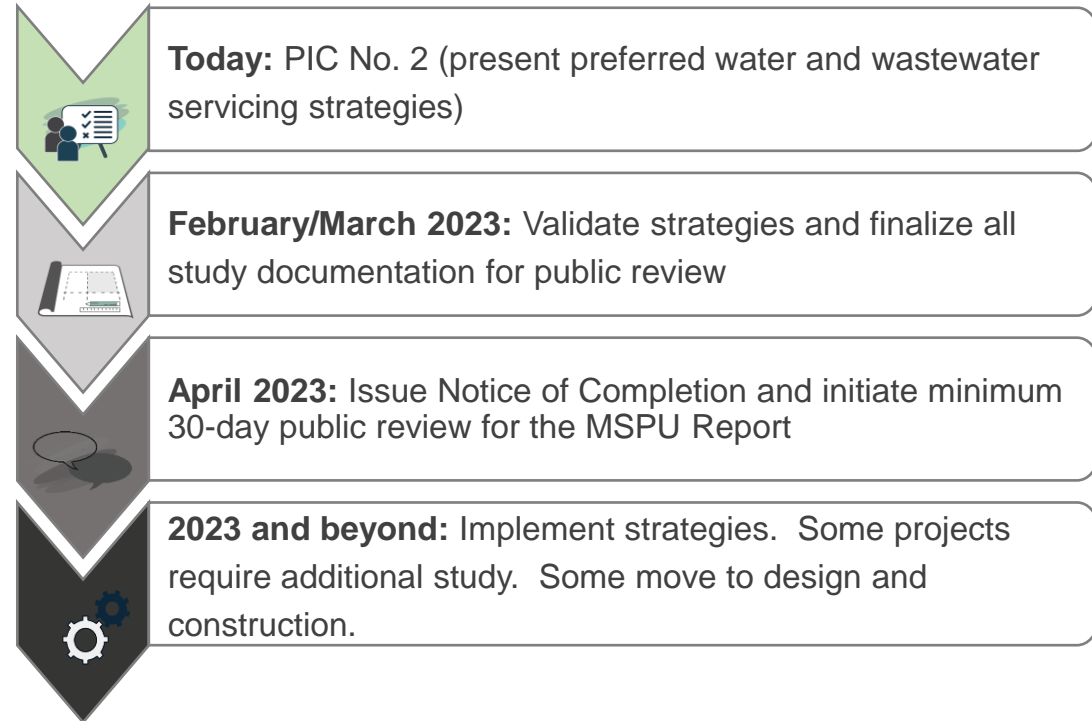 Today: PIC No. 2 (present preferred water and wastewater
servicing strategies)
February/March 2023: Validate strategies and finalize all
study documentation for public review
April 2023: Issue Notice of Completion and initiate minimum
30-day public review for the MSPU Report
2023 and beyond: Implement strategies.  Some projects
require additional study.  Some move to design and
construction.